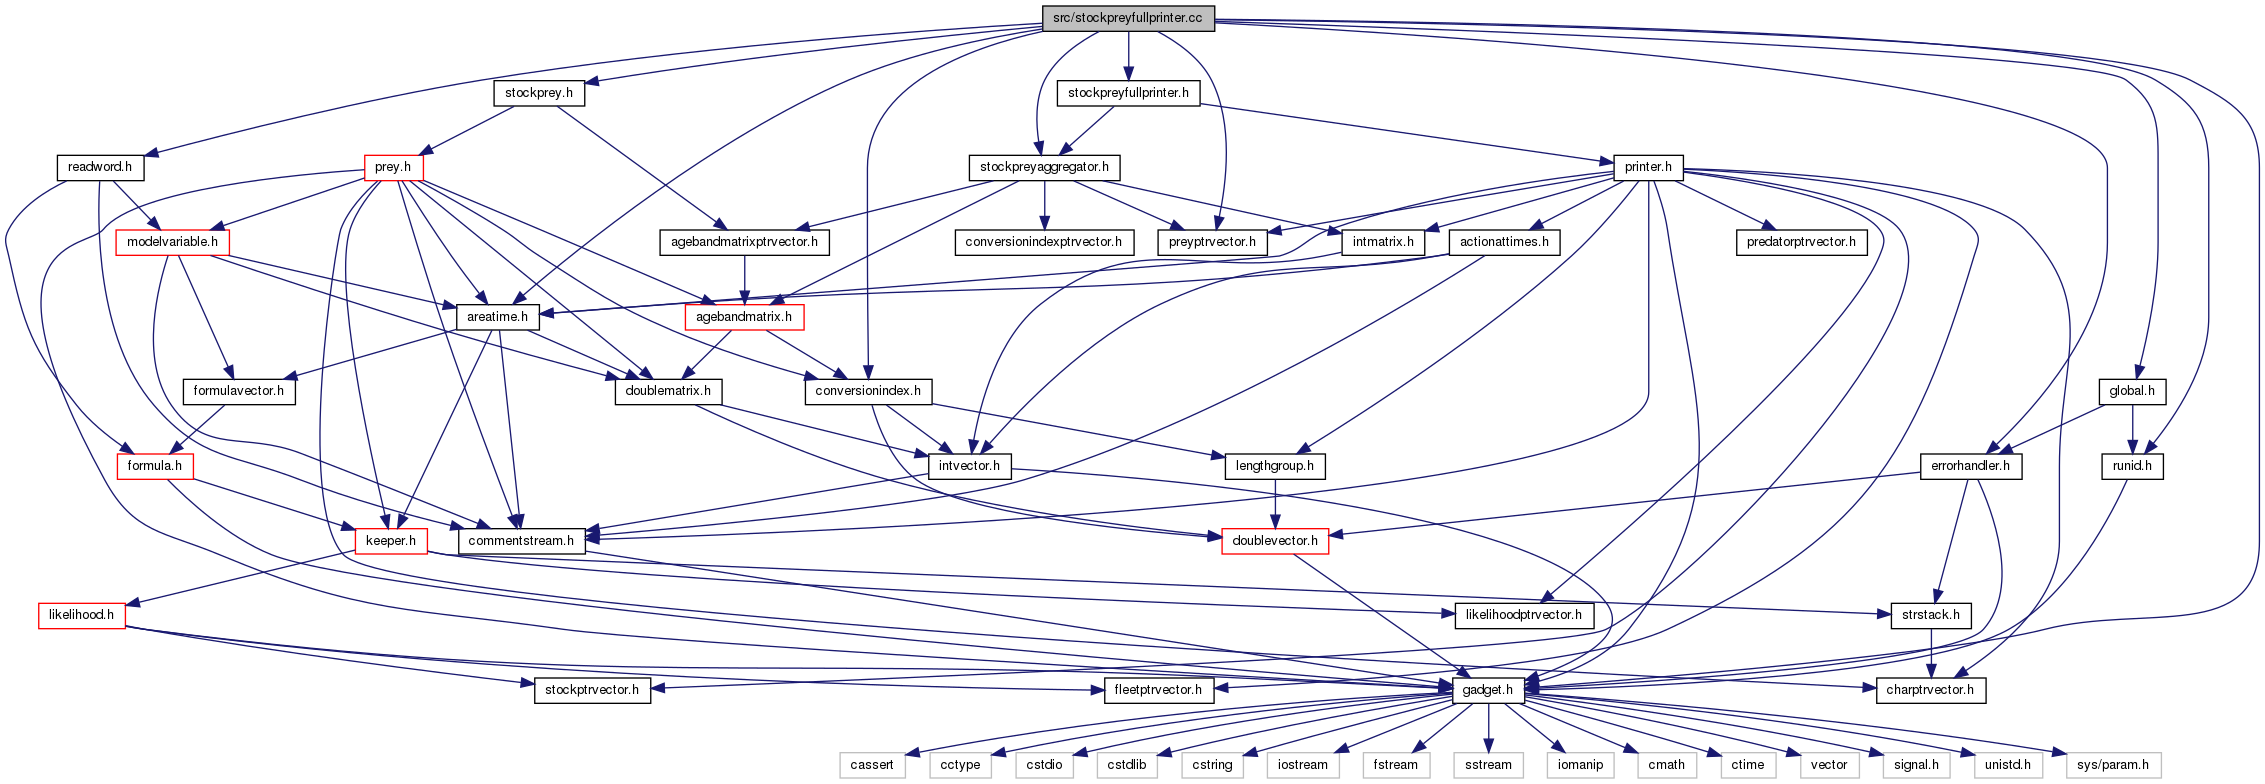 src/stockpreyfullprinter.cc
stockprey.h
stockpreyfullprinter.h
readword.h
prey.h
stockpreyaggregator.h
printer.h
modelvariable.h
agebandmatrixptrvector.h
conversionindexptrvector.h
preyptrvector.h
intmatrix.h
actionattimes.h
predatorptrvector.h
areatime.h
agebandmatrix.h
formulavector.h
doublematrix.h
conversionindex.h
global.h
formula.h
intvector.h
lengthgroup.h
errorhandler.h
runid.h
keeper.h
commentstream.h
doublevector.h
likelihood.h
likelihoodptrvector.h
strstack.h
stockptrvector.h
fleetptrvector.h
gadget.h
charptrvector.h
cassert
cctype
cstdio
cstdlib
cstring
iostream
fstream
sstream
iomanip
cmath
ctime
vector
signal.h
unistd.h
sys/param.h